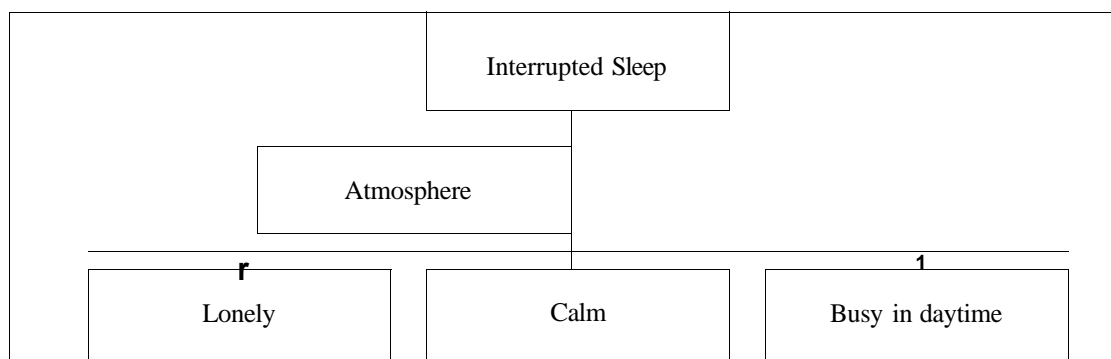 Interrupted Sleep
Atmosphere
r
1
Lonely
Calm
Busy in daytime